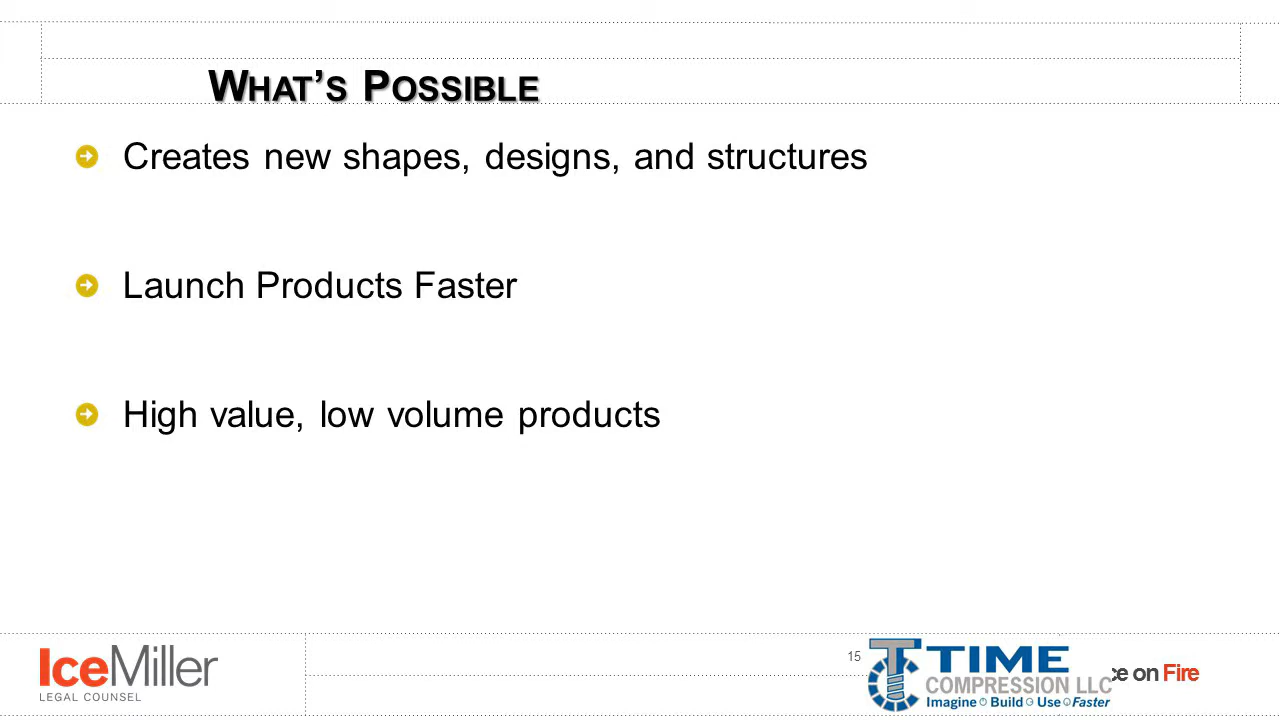 WHAT’S POSSIBLE
Creates new shapes, designs, and structures
Launch Products Faster
High value, low volume products
IceMiller
LEGAL COUNSEL
15
TIME
COMPRESSION LLC
Imagine Build Use Faster
on Fire